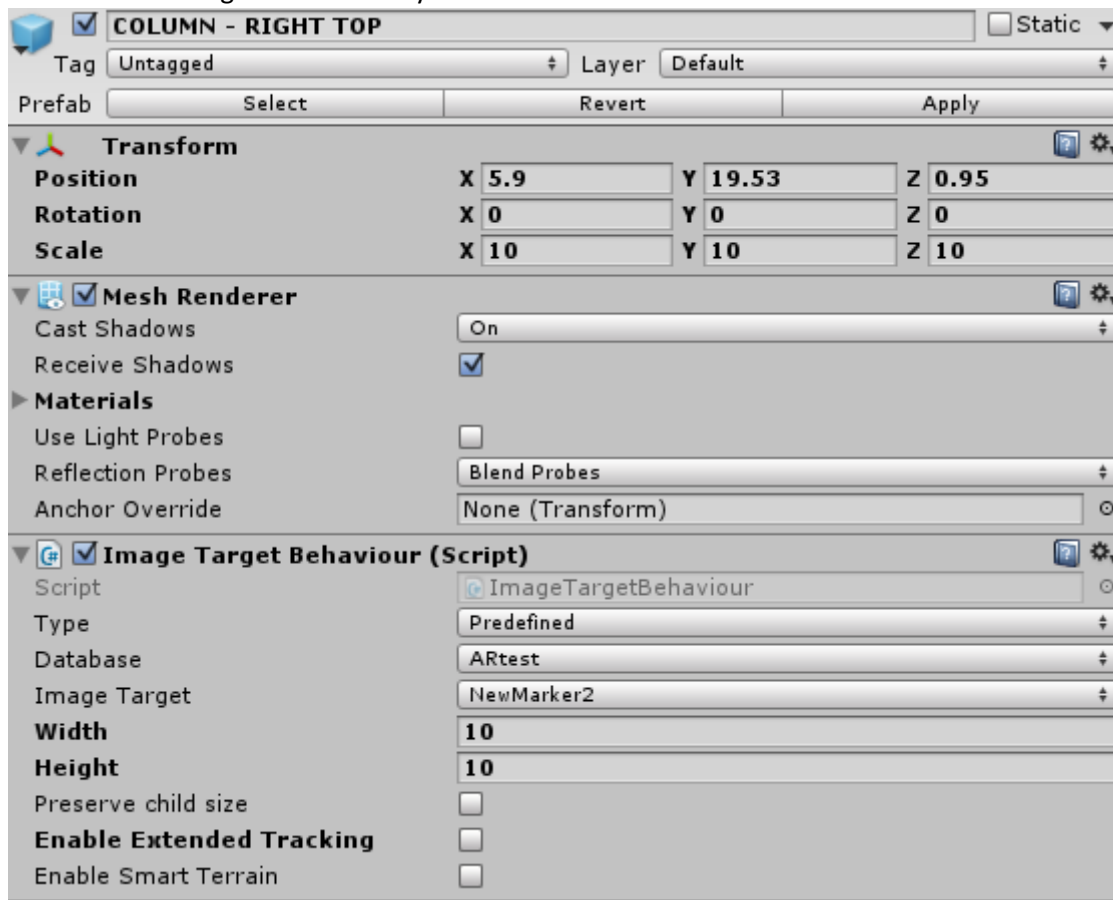 COLUMN - RIGHT TOP Static
Tag Untagged Layer Default
Prefab Select Revert Apply
Transform
Position X 5.9 Y 19.53 Z 0.95
Rotation X 0 Y 0 Z 0
Scale X 10 Y 10 Z 10
Mesh Renderer
Cast Shadows On
Receive Shadows
Materials
Use Light Probes
Reflection Probes Blend Probes
Anchor Override None (Transform)
Image Target Behaviour (Script)
Script ImageTargetBehaviour
Type Predefined
Database ARtest
Image Target NewMarker2
Width 10
Height 10
Preserve child size
Enable Extended Tracking
Enable Smart Terrain